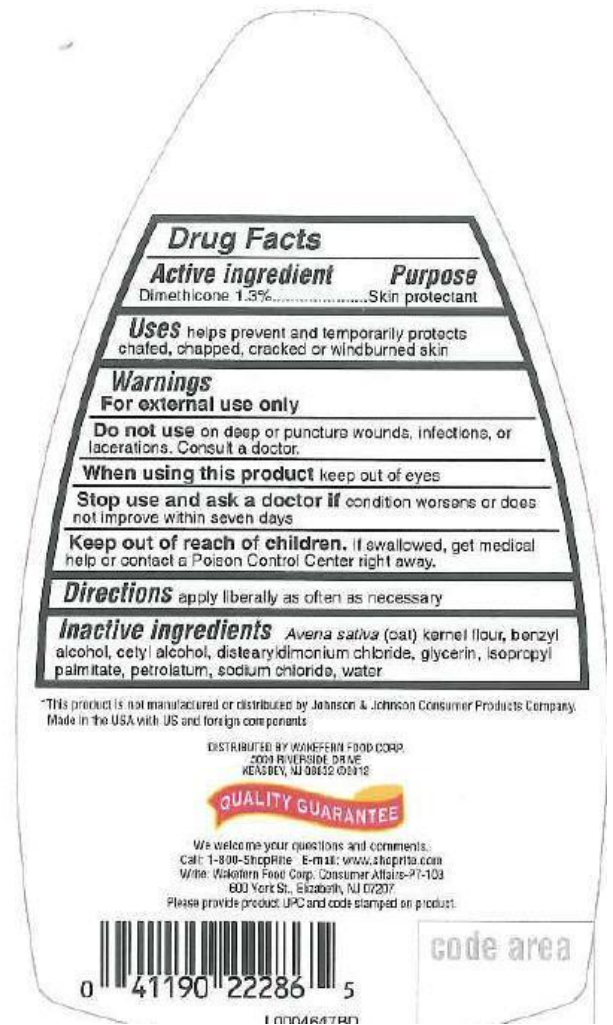 Drug Facts
Active ingredient Purpose
Dimethicone 1.3%......................Skin protectant
Uses helps prevent and temporarily protects
chafed, chapped, cracked or windburned skin
Warnings
For external use only
Do not use on deep or puncture wounds, infections, or
lacerations. Consult a doctor.
When using this product keep out of eyes
Stop use and ask a doctor if condition worsens or does
not improve within seven days
Keep out of reach of children. If swallowed, get medical
help or contact a Poison Control Center right away.
Directions apply liberally as often as necessary
Inactive ingredients Avena sativa (oat) kernel flour, benzyl
alcohol, cetyl alcohol, distearyldimonium chloride, glycerin, isopropyl
palmitate, petrolatum, sodium chloride, water
*This product is not manufactured or distributed by Johnson & Johnson Consumer Products Company.
Made in the USA with US and foreign components
DISTRIBUTED BY WAKEFERN FOOD CORP.
RIVERSIDE DRIVE
KEASBEY, NJ 08832 ©2012
QUALITY GUARANTEE
We welcome your questions and comments.
Call: 1-800-ShopRite E-mail: www.shoprite.com
Write: Wakefern Food Corp. Consumer Affairs-P7-103
600 York St., Elizabeth, NJ 07207
Please provide product UPC and code stamped on product.
code area
0 41190 22286 5
L0004647BD